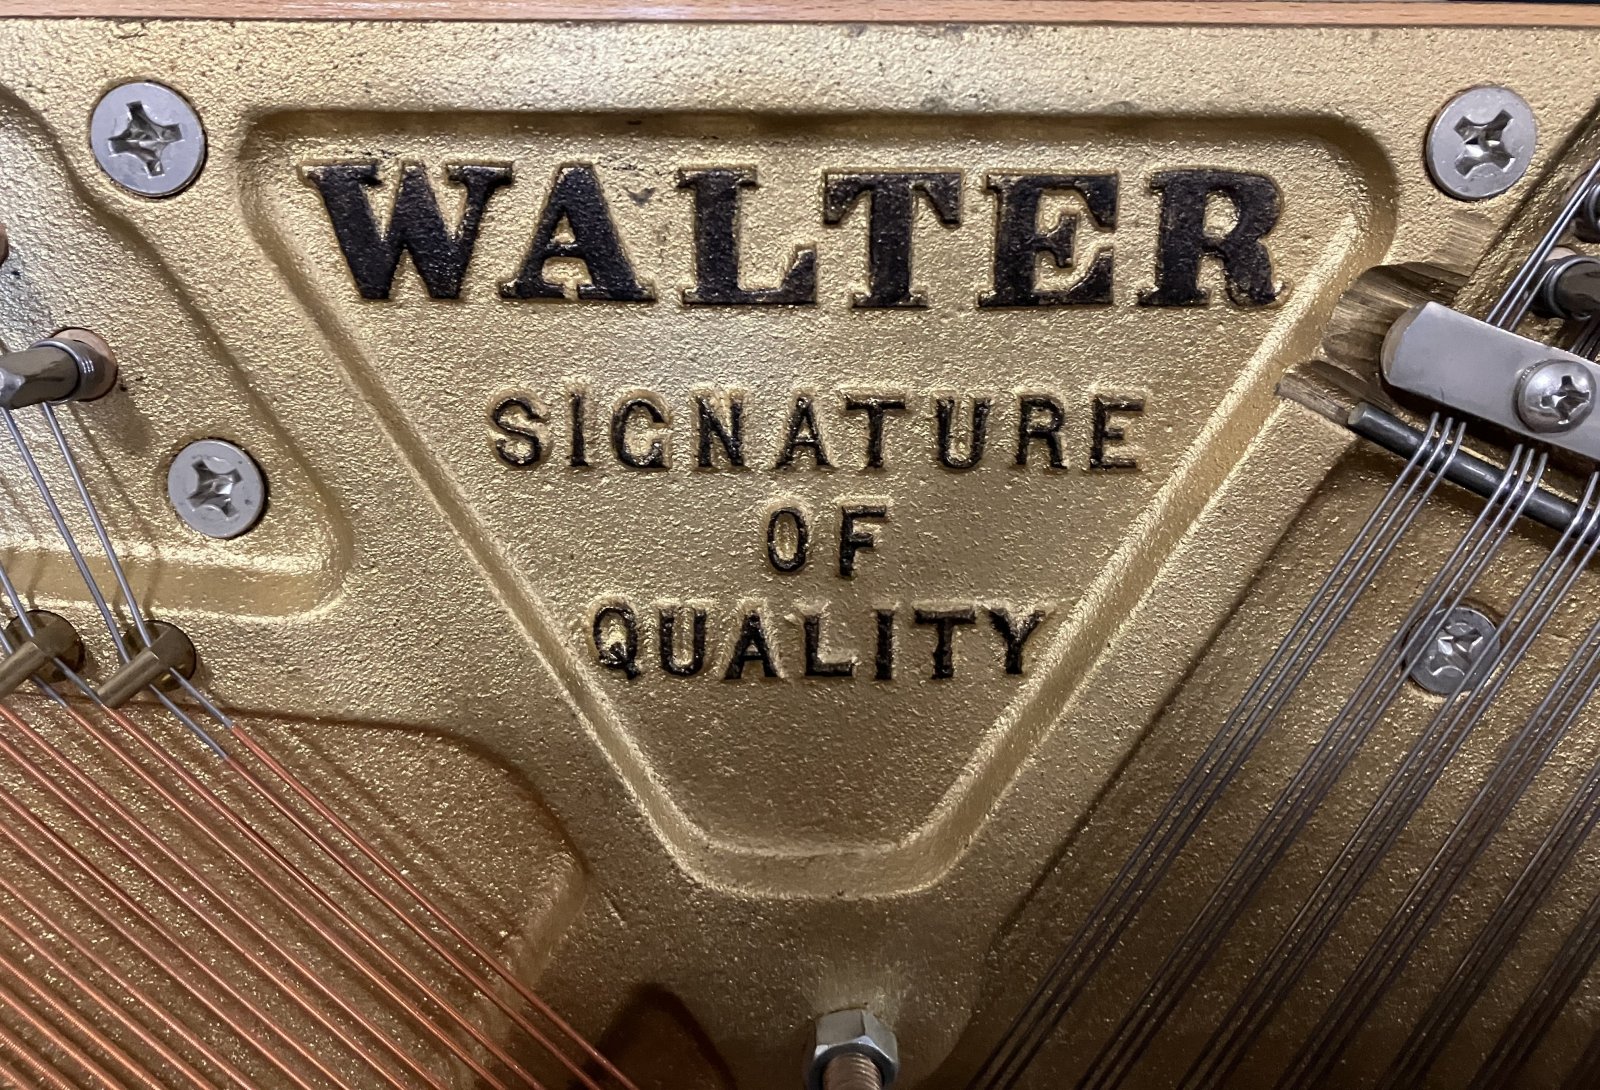 WALTER
SIGNATURE
OF
QUALITY